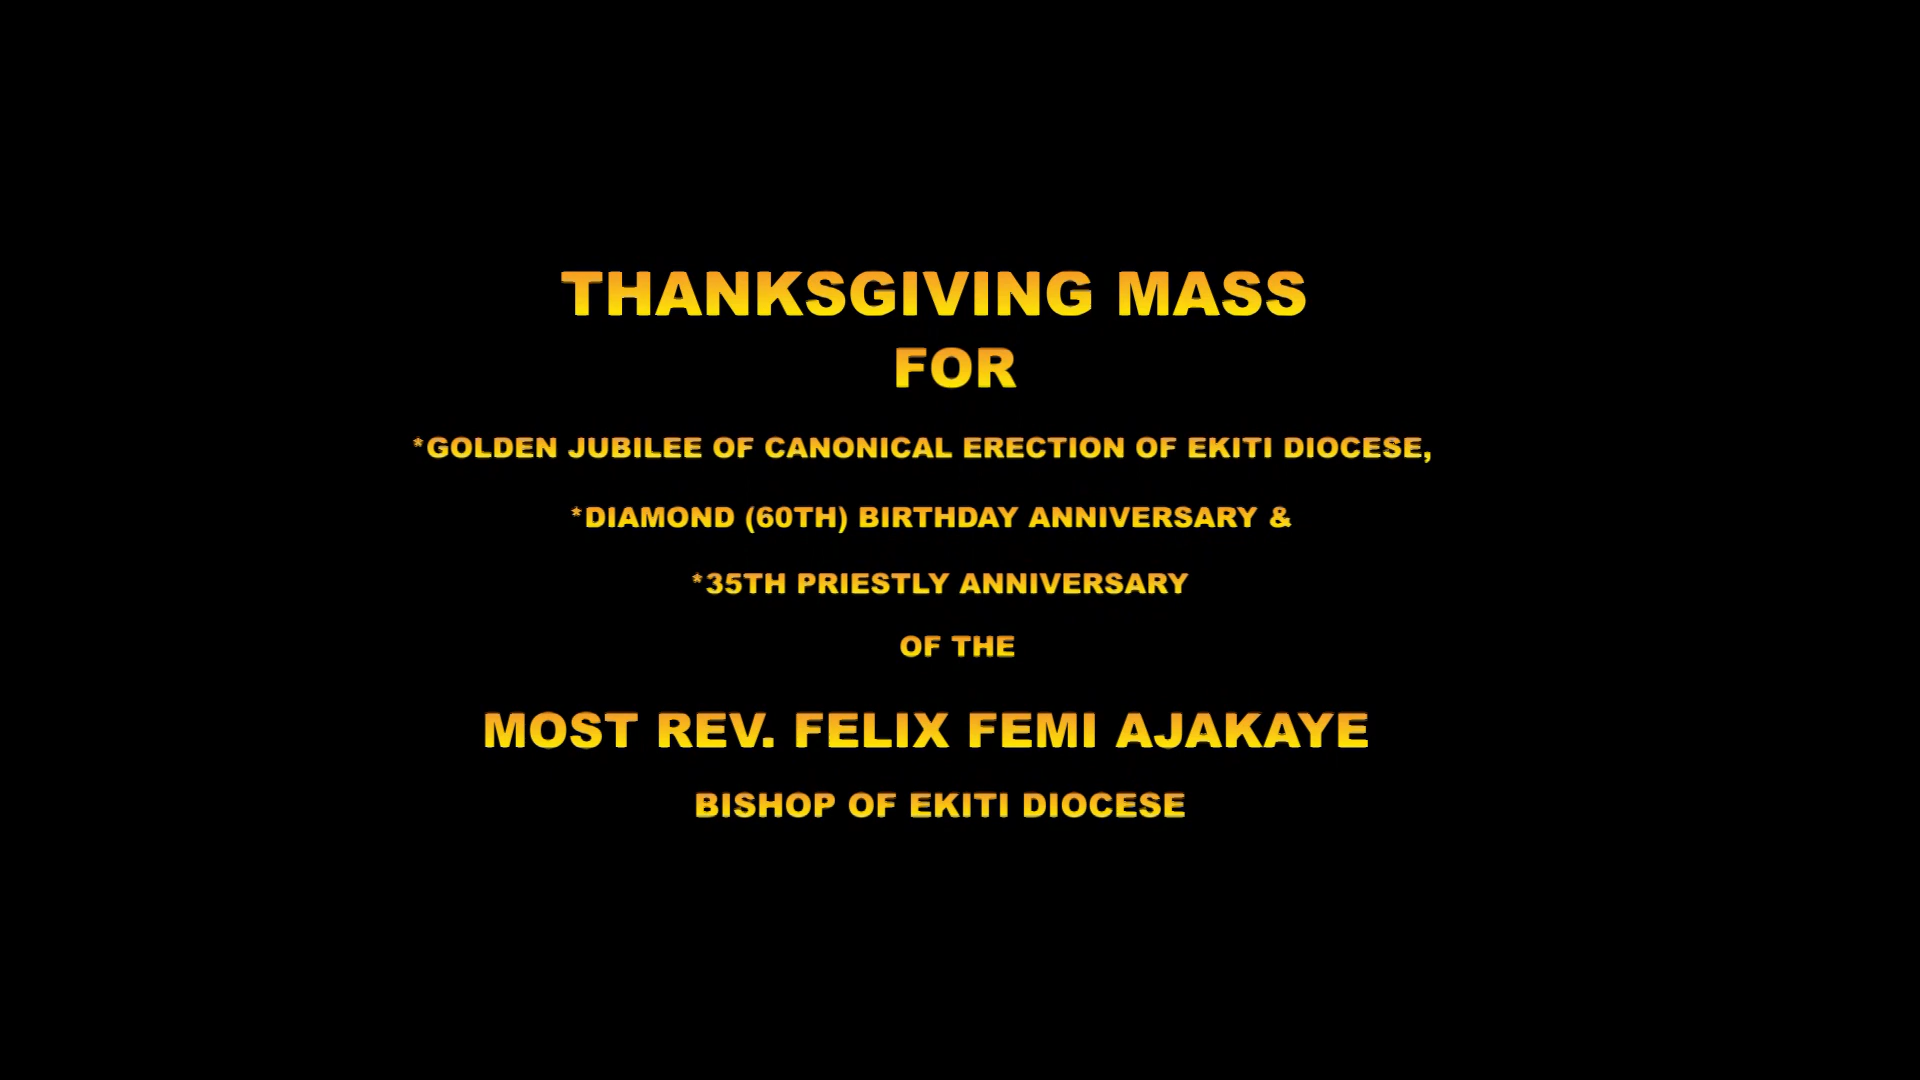 THANKSGIVING MASS
FOR
*GOLDEN JUBILEE OF CANONICAL ERECTION OF EKITI DIOCESE,
*DIAMOND (60TH) BIRTHDAY ANNIVERSARY &
*35TH PRIESTLY ANNIVERSARY
OF THE
MOST REV. FELIX FEMI AJAKAYE
BISHOP OF EKITI DIOCESE